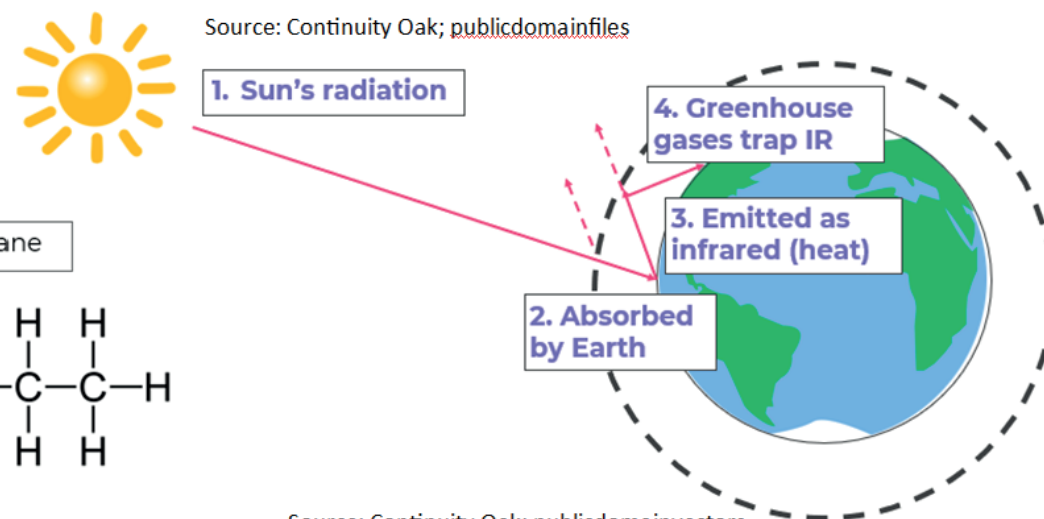 Source: Continuity Oak; publicdomainfiles
1. Sun's radiation
4. Greenhouse
gases trap IR
3. Emitted as
infrared (heat)
ane
2. Absorbed
by Earth
H H
-C-C-H
H H